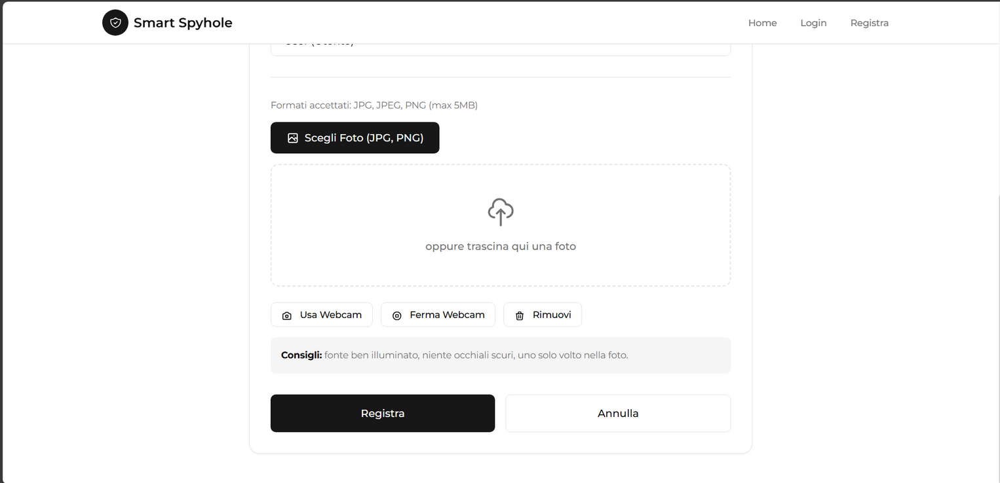 Smart Spyhole
Home
Login
Registra
Formati accettati: JPG, JPEG, PNG (max 5MB)
Scegli Foto (JPG, PNG)
oppure trascina qui una foto
Usa Webcam
Ferma Webcam
Rimuovi
Consigli: fonte ben illuminato, niente occhiali scuri, uno solo volto nella foto.
Registra
Annulla